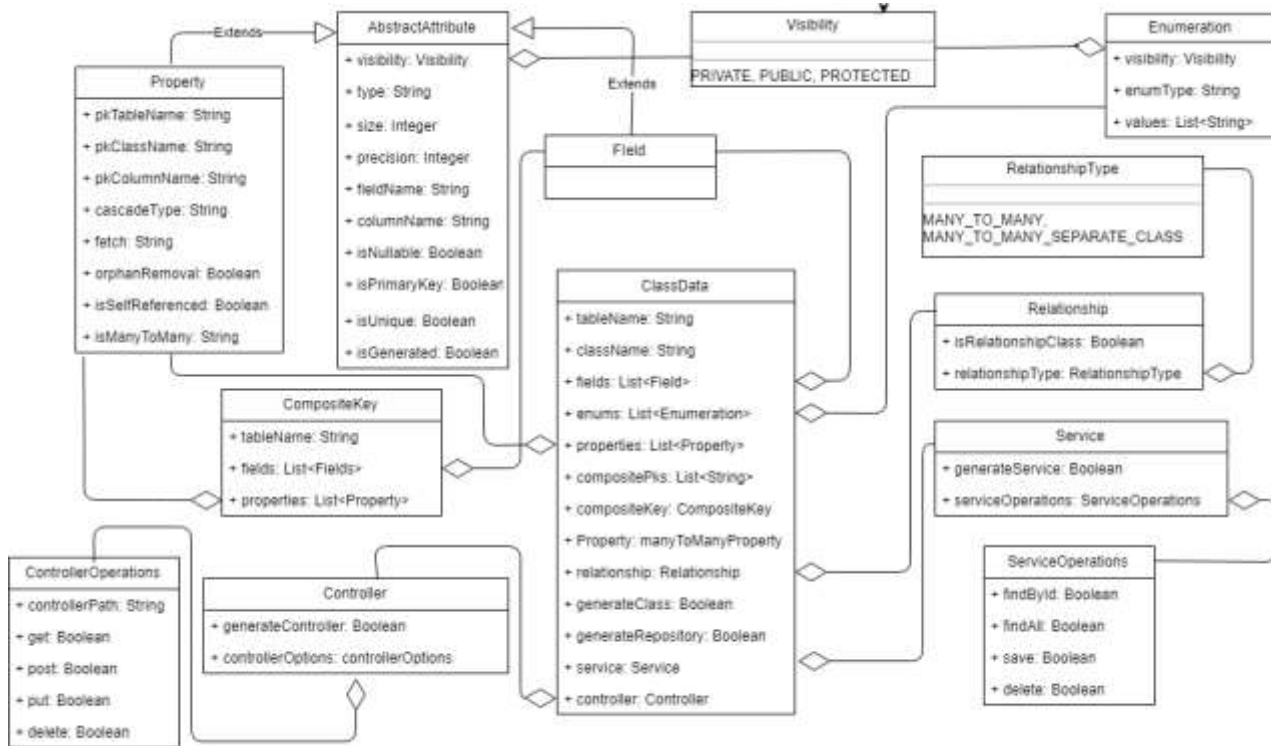 Extends
AbstractAttribute
+ visibility: Visibility
+ type: String
+ size: Integer
+ precision: Integer
+ fieldName: String
+ columnName: String
+ isNullable: Boolean
+ isPrimaryKey: Boolean
+ isUnique: Boolean
+ isGenerated: Boolean
Property
+ pkTableName: String
+ pkClassName: String
+ pkColumnName: String
+ cascadeType: String
+ fetch: String
+ orphanRemoval: Boolean
+ isSelfReferenced: Boolean
+ isManyToMany: String
Visibility
PRIVATE, PUBLIC, PROTECTED
Extends
Field
Enumeration
+ visibility: Visibility
+ enumType: String
+ values: List<String>
RelationshipType
MANY_TO_MANY,
MANY_TO_MANY_SEPARATE_CLASS
ClassData
+ tableName: String
+ className: String
+ fields: List<Field>
+ enums: List<Enumeration>
+ properties: List<Property>
+ compositePks: List<String>
+ compositeKey: CompositeKey
+ Property: manyToManyProperty
+ relationship: Relationship
+ generateClass: Boolean
+ generateRepository: Boolean
+ service: Service
+ controller: Controller
Relationship
+ isRelationshipClass: Boolean
+ relationshipType: RelationshipType
CompositeKey
+ tableName: String
+ fields: List<Fields>
+ properties: List<Property>
Service
+ generateService: Boolean
+ serviceOperations: ServiceOperations
ServiceOperations
+ findById: Boolean
+ findAll: Boolean
+ save: Boolean
+ delete: Boolean
ControllerOperations
+ controllerPath: String
+ get: Boolean
+ post: Boolean
+ put: Boolean
+ delete: Boolean
Controller
+ generateController: Boolean
+ controllerOptions: controllerOptions